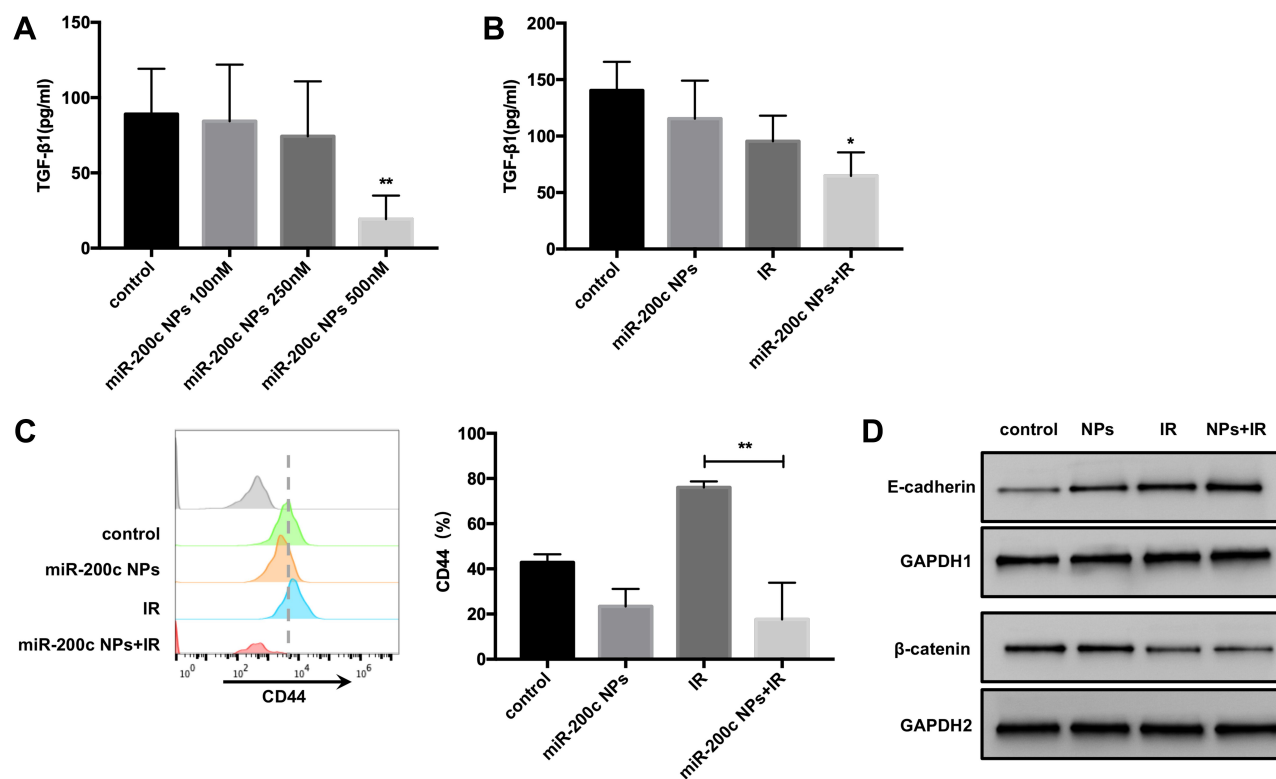 A
TGF-β1(pg/ml)
150
100
50
0
**
control
miR-200c NPs 100nM
miR-200c NPs 250nM
miR-200c NPs 500nM
B
TGF-β1(pg/ml)
200
150
100
50
0
*
control
miR-200c NPs
IR
miR-200c NPs+IR
C
control
miR-200c NPs
IR
miR-200c NPs+IR
10⁰ 10² 10⁴ 10⁶
CD44
CD44 (%)
100
80
60
40
20
0
**
control
miR-200c NPs
IR
miR-200c NPs+IR
D
control NPs IR NPs+IR
E-cadherin
GAPDH1
β-catenin
GAPDH2